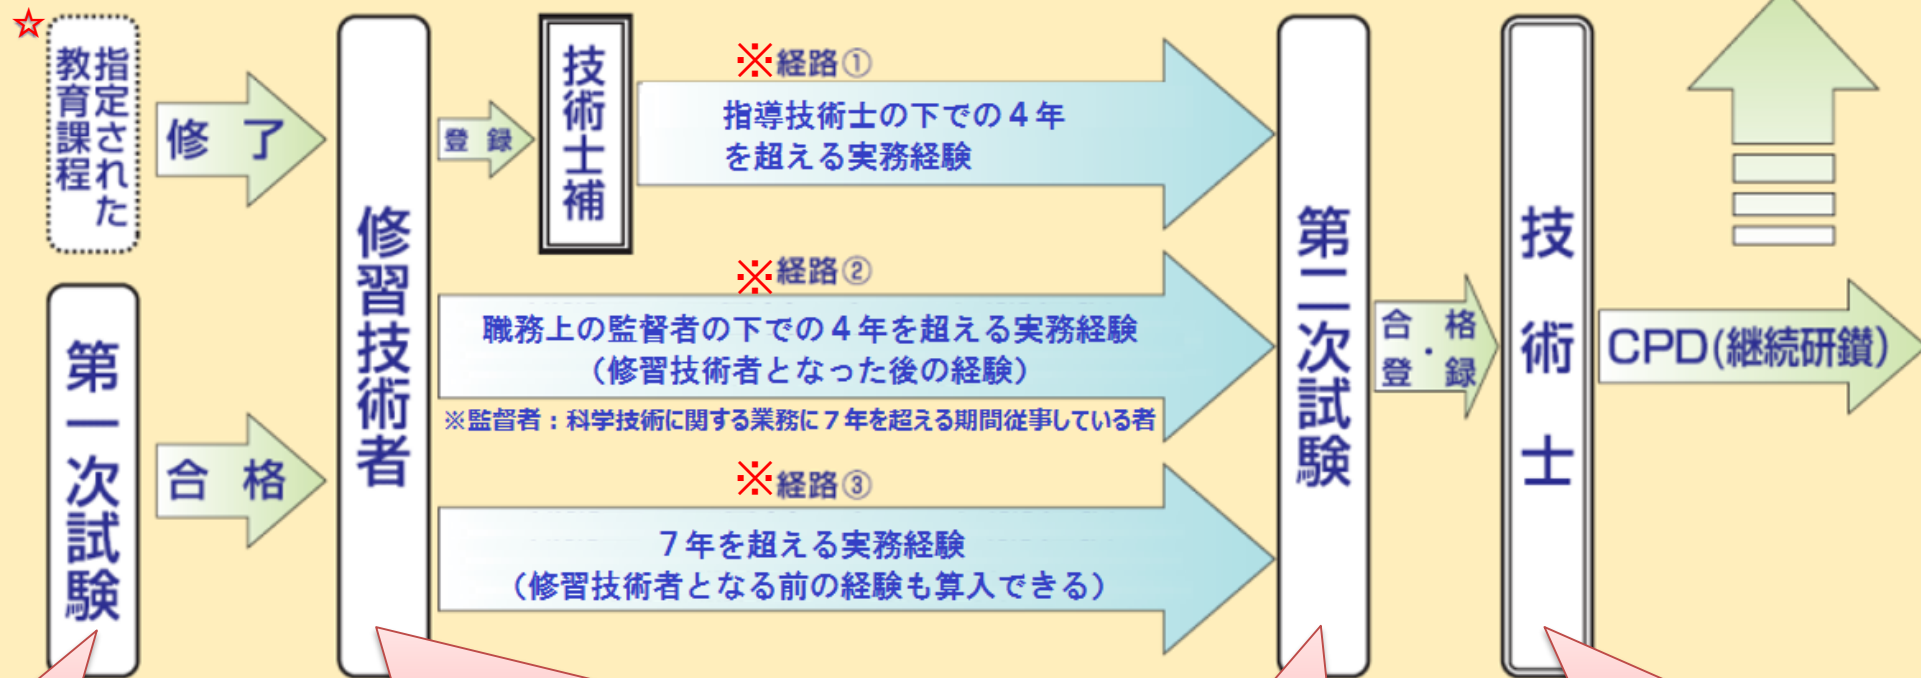 ☆
指定された
教育課程
修 了
第一次試験
合 格
修習技術者
登 録
技術士補
※経路①
指導技術士の下での４年
を超える実務経験
※経路②
職務上の監督者の下での４年を超える実務経験
（修習技術者となった後の経験）
※監督者：科学技術に関する業務に７年を超える期間従事している者
※経路③
７年を超える実務経験
（修習技術者となる前の経験も算入できる）
第二次試験
合 格
・
登 録
技術士
CPD(継続研鑽)